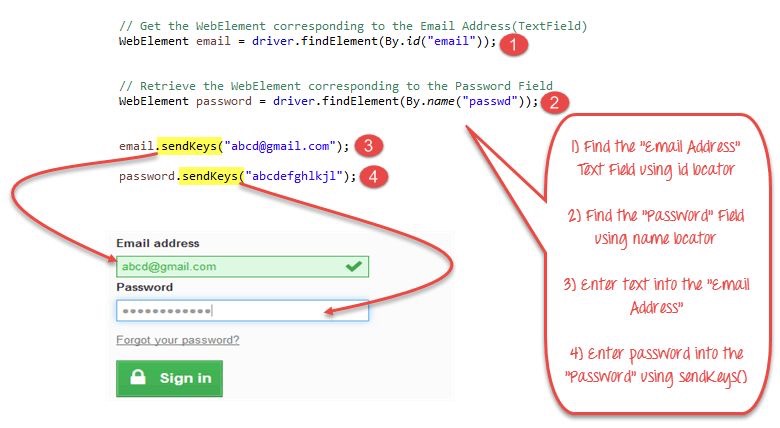 // Get the WebElement corresponding to the Email Address(TextField)
WebElement email = driver.findElement(By.id("email"));
1
// Retrieve the WebElement corresponding to the Password Field
WebElement password = driver.findElement(By.name("passwd"));
2
email.sendKeys("abcd@gmail.com");
3
password.sendKeys("abcdefghlkjl");
4
1) Find the "Email Address"
Text Field using id locator
2) Find the "Password" Field
using name locator
3) Enter text into the "Email
Address"
4) Enter password into the
"Password" using sendKeys()
Email address
abcd@gmail.com
Password
••••••••••••
Forgot your password?
Sign in